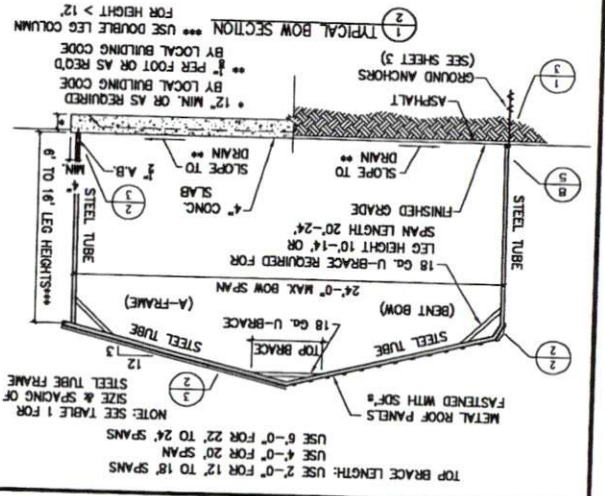 TOP BRACE LENGTH: USE 2'-0" FOR 12' TO 18' SPANS
USE 4'-0" FOR 20' SPAN
USE 6'-0" FOR 22' TO 24' SPANS
METAL ROOF PANELS
FASTENED WITH SDF's
NOTE: SEE TABLE 1 FOR
SIZE & SPACING OF
STEEL TUBE FRAME
2
2
3
2
12
3
TOP BRACE
STEEL TUBE
STEEL TUBE
18 Ga. U-BRACE
(BENT BOW)
(A-FRAME)
24'-0" MAX. BOW SPAN
18 Ga. U-BRACE REQUIRED FOR
LEG HEIGHT 10'-14' OR
SPAN LENGTH 20'-24'
STEEL TUBE
STEEL TUBE
6' TO 16' LEG HEIGHTS***
FINISHED GRADE
4" CONC.
SLAB
2
3
4"
MIN.
A.B.
8
5
SLOPE TO
DRAIN **
SLOPE TO
DRAIN **
*
ASPHALT
1
3
GROUND ANCHORS
(SEE SHEET 3)
* 12" MIN. OR AS REQUIRED
BY LOCAL BUILDING CODE
** ⅛" PER FOOT OR AS REQ'D
BY LOCAL BUILDING CODE
*** USE DOUBLE LEG COLUMN
FOR HEIGHT > 12'
1
2
TYPICAL BOW SECTION